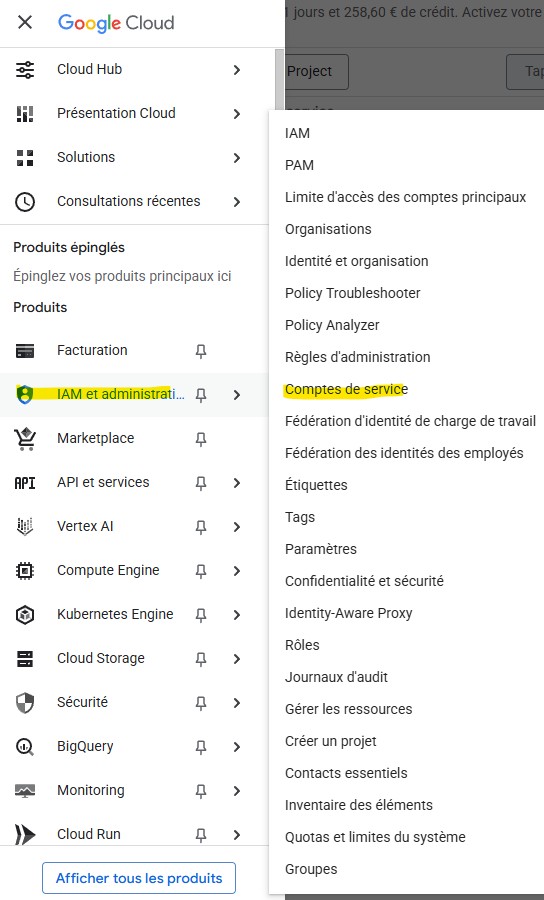 Google Cloud
Cloud Hub
Présentation Cloud
Solutions
Consultations récentes
Produits épinglés
Épinglez vos produits principaux ici
Produits
Facturation
IAM et administrati...
Marketplace
API
API et services
Vertex AI
Compute Engine
Kubernetes Engine
Cloud Storage
Sécurité
BigQuery
Monitoring
Cloud Run
Afficher tous les produits
jours et 258,60 € de crédit. Activez votre
Project
IAM
PAM
Limite d'accès des comptes principaux
Organisations
Identité et organisation
Policy Troubleshooter
Policy Analyzer
Règles d'administration
Comptes de service
Fédération d'identité de charge de travail
Fédération des identités des employés
Étiquettes
Tags
Paramètres
Confidentialité et sécurité
Identity-Aware Proxy
Rôles
Journaux d'audit
Gérer les ressources
Créer un projet
Contacts essentiels
Inventaire des éléments
Quotas et limites du système
Groupes